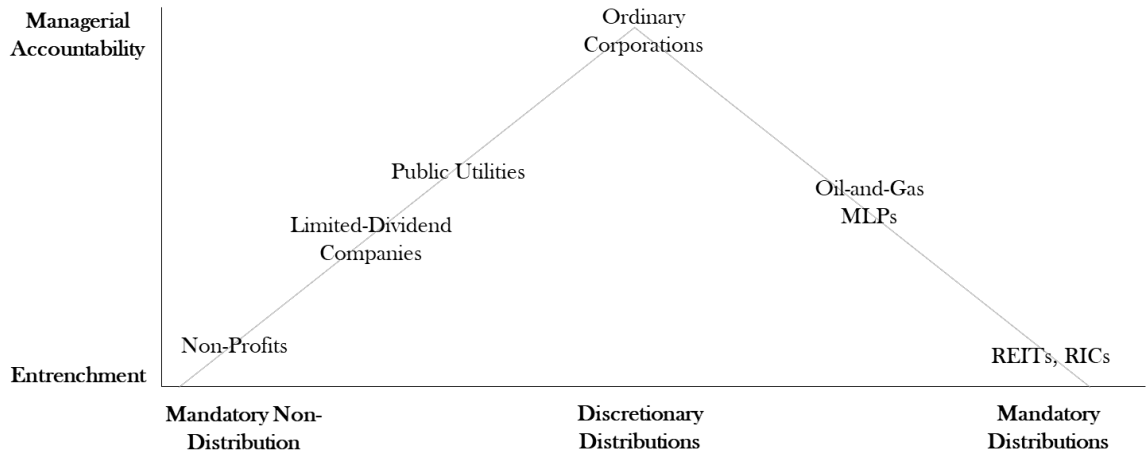 Managerial
Accountability
Ordinary
Corporations
Public Utilities
Oil-and-Gas
MLPs
Limited-Dividend
Companies
Non-Profits
REITs, RICs
Entrenchment
Mandatory Non-
Distribution
Discretionary
Distributions
Mandatory
Distributions